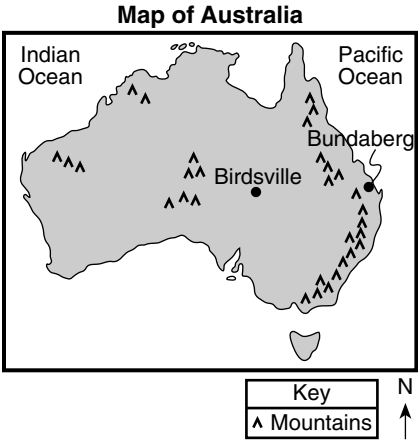 Map of Australia
Indian
Ocean
Pacific
Ocean
Bundaberg
Birdsville
N
Key
Mountains